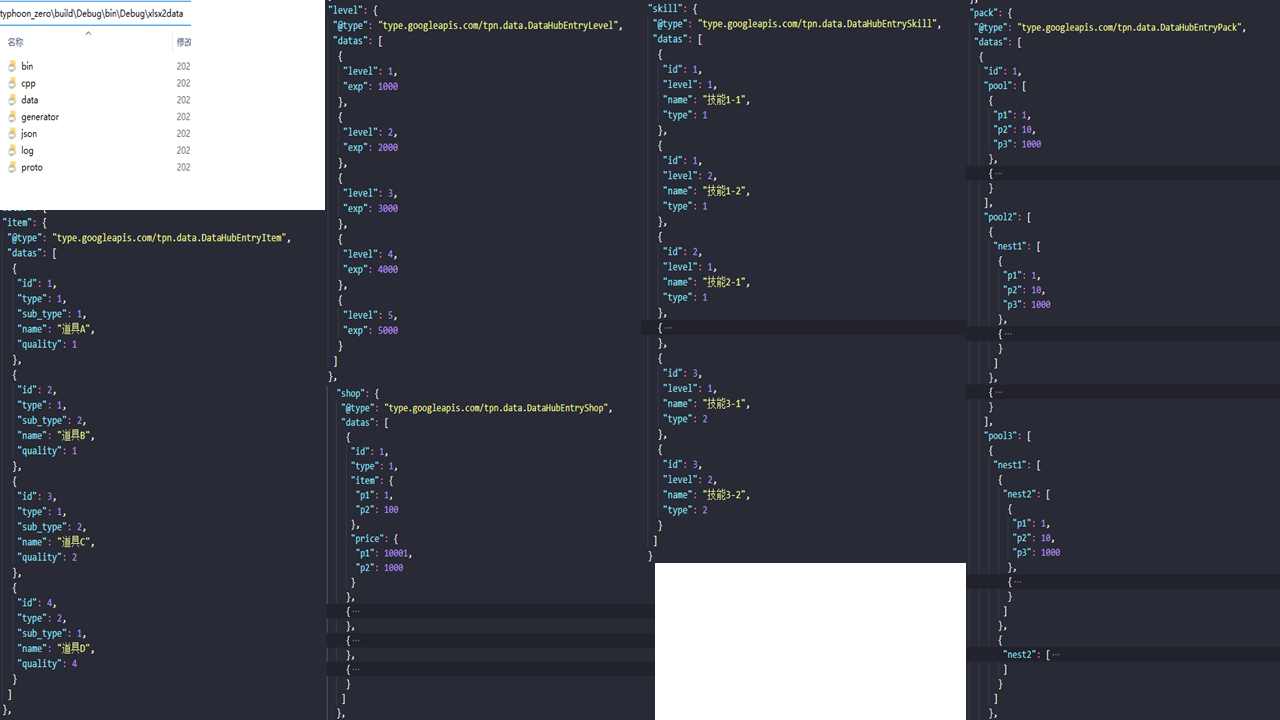 typhoon_zero\build\Debug\bin\Debug\xlsx2data
名称 修改
bin 202
cpp 202
data 202
generator 202
json 202
log 202
proto 202
"item": {
"@type": "type.googleapis.com/tpn.data.DataHubEntryItem",
"datas": [
{
"id": 1,
"type": 1,
"sub_type": 1,
"name": "道具A",
"quality": 1
},
{
"id": 2,
"type": 1,
"sub_type": 2,
"name": "道具B",
"quality": 1
},
{
"id": 3,
"type": 1,
"sub_type": 2,
"name": "道具C",
"quality": 2
},
{
"id": 4,
"type": 2,
"sub_type": 1,
"name": "道具D",
"quality": 4
}
]
},
"level": {
"@type": "type.googleapis.com/tpn.data.DataHubEntryLevel",
"datas": [
{
"level": 1,
"exp": 1000
},
{
"level": 2,
"exp": 2000
},
{
"level": 3,
"exp": 3000
},
{
"level": 4,
"exp": 4000
},
{
"level": 5,
"exp": 5000
}
]
},
"shop": {
"@type": "type.googleapis.com/tpn.data.DataHubEntryShop",
"datas": [
{
"id": 1,
"type": 1,
"item": {
"p1": 1,
"p2": 100
},
"price": {
"p1": 10001,
"p2": 1000
}
},
{ ···
},
{ ···
},
{ ···
}
]
},
"skill": {
"@type": "type.googleapis.com/tpn.data.DataHubEntrySkill",
"datas": [
{
"id": 1,
"level": 1,
"name": "技能1-1",
"type": 1
},
{
"id": 1,
"level": 2,
"name": "技能1-2",
"type": 1
},
{
"id": 2,
"level": 1,
"name": "技能2-1",
"type": 1
},
{ ···
},
{
"id": 3,
"level": 1,
"name": "技能3-1",
"type": 2
},
{
"id": 3,
"level": 2,
"name": "技能3-2",
"type": 2
}
]
}
"pack": {
"@type": "type.googleapis.com/tpn.data.DataHubEntryPack",
"datas": [
{
"id": 1,
"pool": [
{
"p1": 1,
"p2": 10,
"p3": 1000
},
{ ···
}
],
"pool2": [
{
"nest1": [
{
"p1": 1,
"p2": 10,
"p3": 1000
},
{ ···
}
]
},
{ ···
}
],
"pool3": [
{
"nest1": [
{
"nest2": [
{
"p1": 1,
"p2": 10,
"p3": 1000
},
{ ···
}
]
},
{
"nest2": [ ···
]
}
]
},